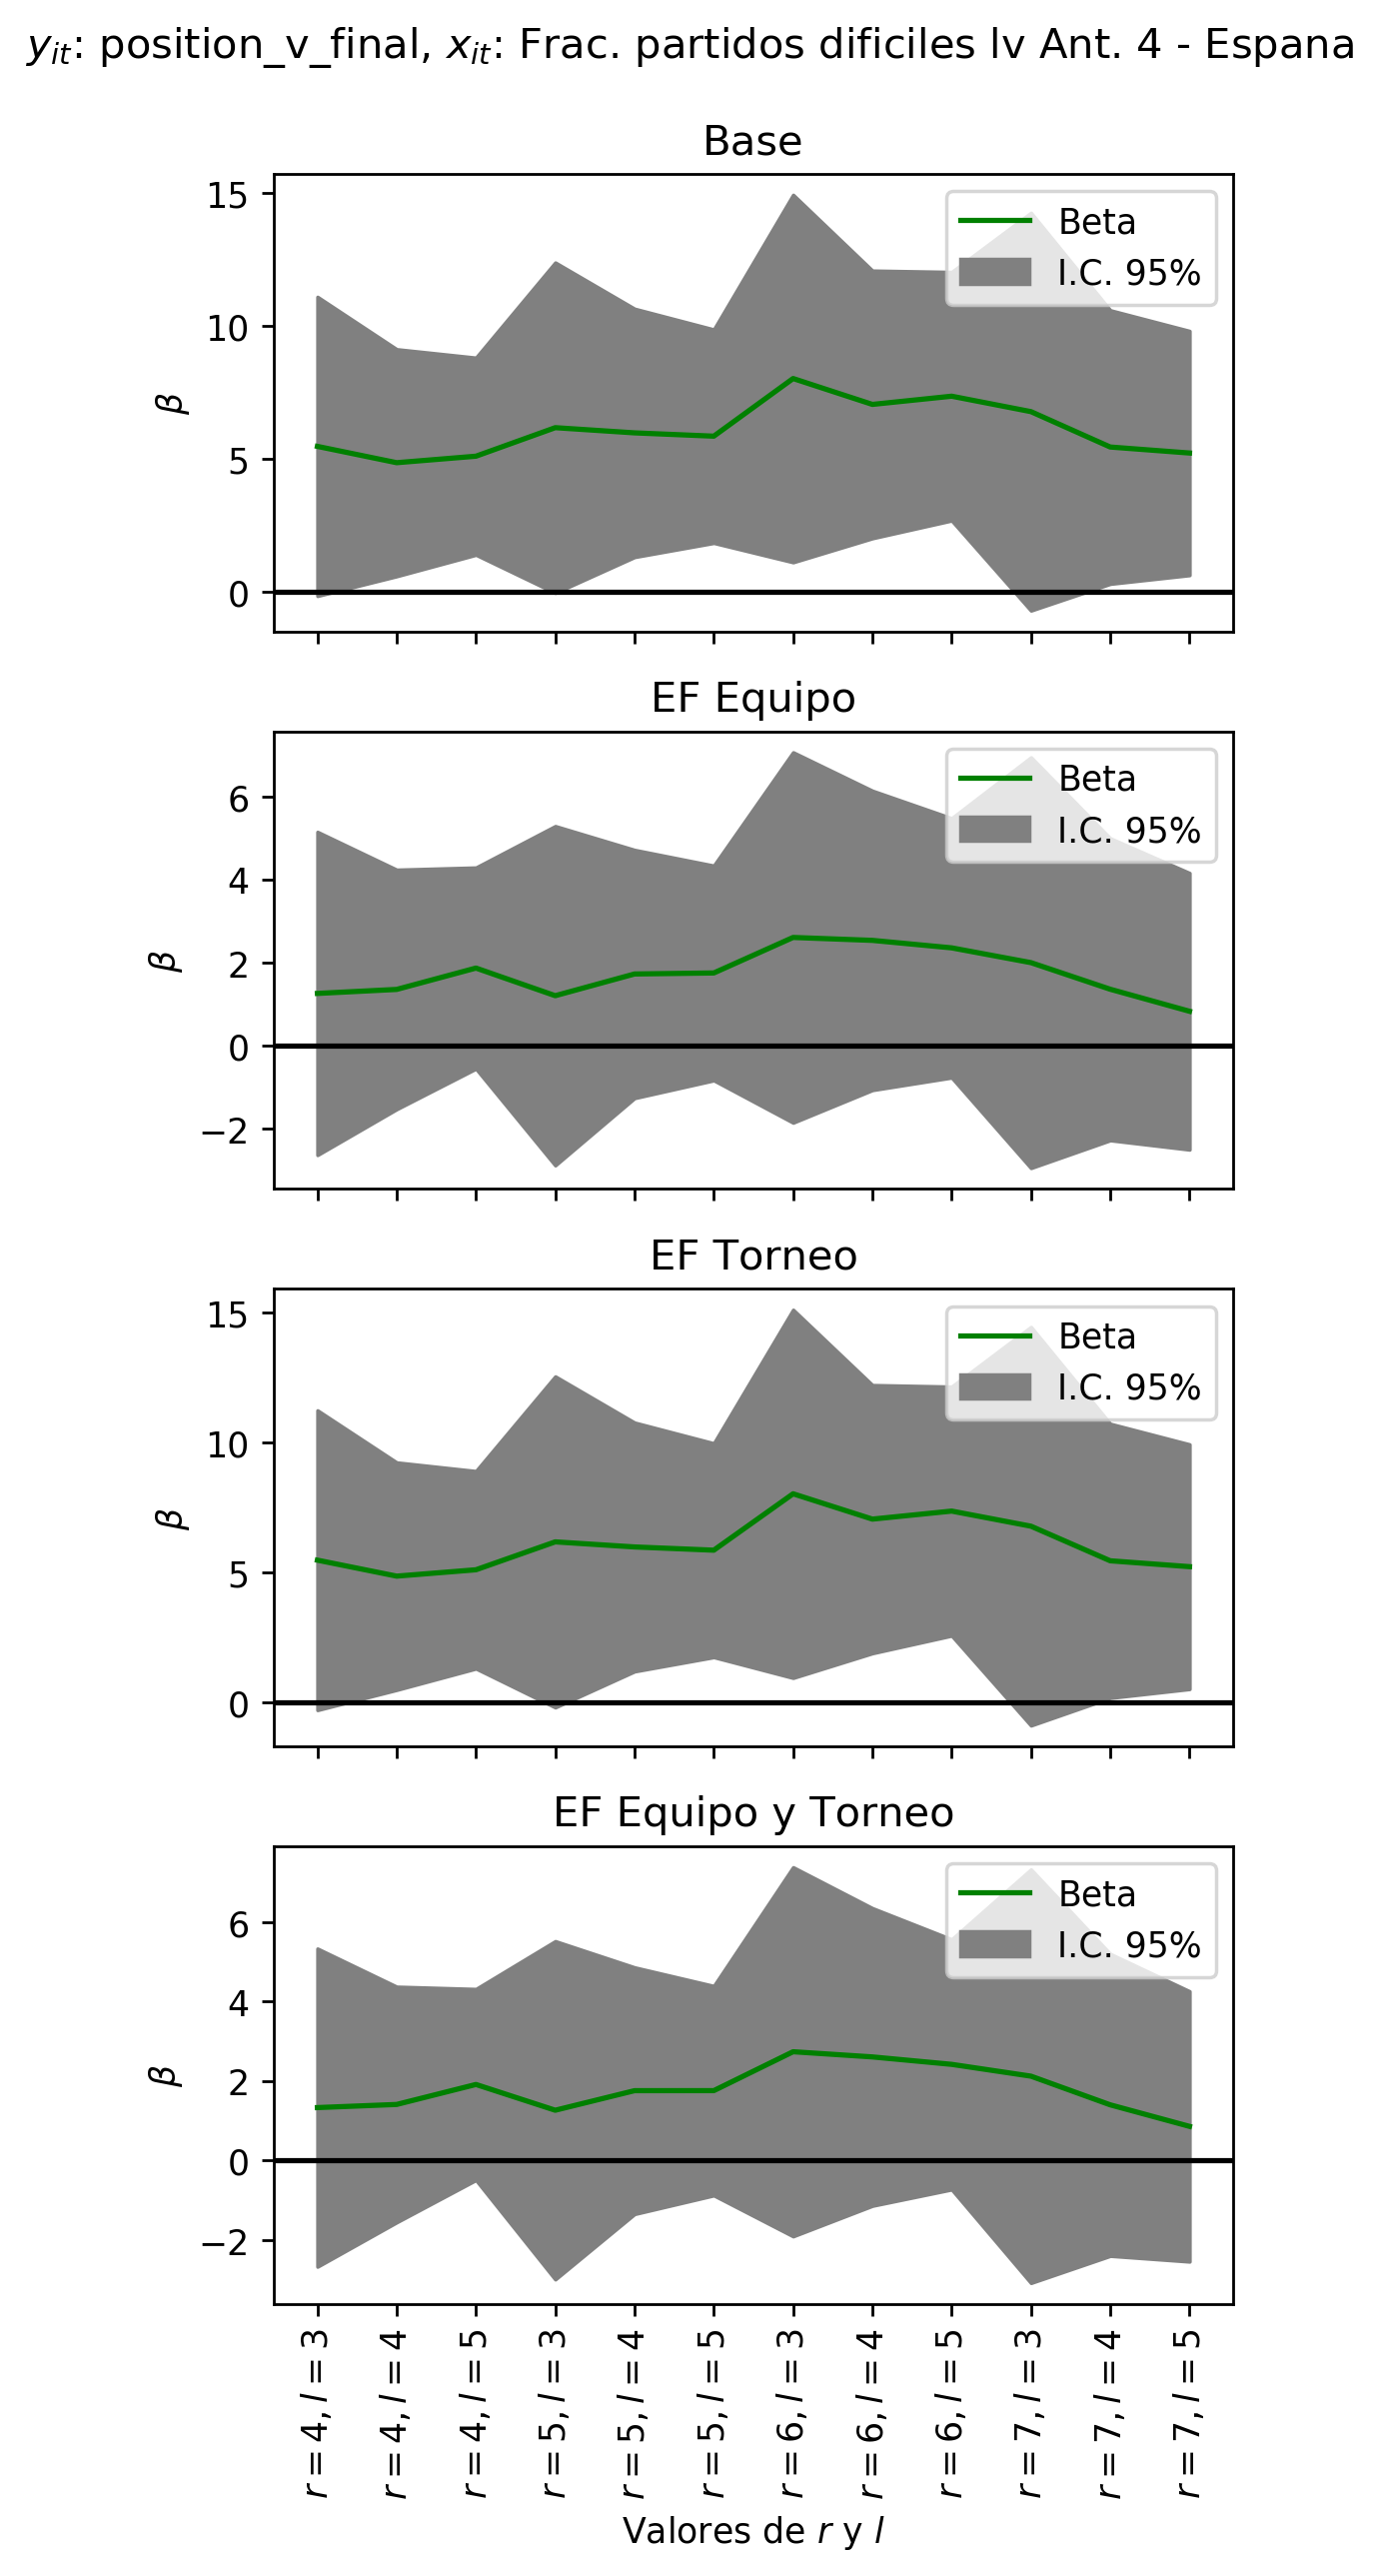 y_it: position_v_final, x_it: Frac. partidos dificiles lv Ant. 4 - Espana
Base
15
10
5
0
β
Beta
I.C. 95%
EF Equipo
6
4
2
0
−2
β
Beta
I.C. 95%
EF Torneo
15
10
5
0
β
Beta
I.C. 95%
EF Equipo y Torneo
6
4
2
0
−2
β
Beta
I.C. 95%
r = 4, l = 3
r = 4, l = 4
r = 4, l = 5
r = 5, l = 3
r = 5, l = 4
r = 5, l = 5
r = 6, l = 3
r = 6, l = 4
r = 6, l = 5
r = 7, l = 3
r = 7, l = 4
r = 7, l = 5
Valores de r y l